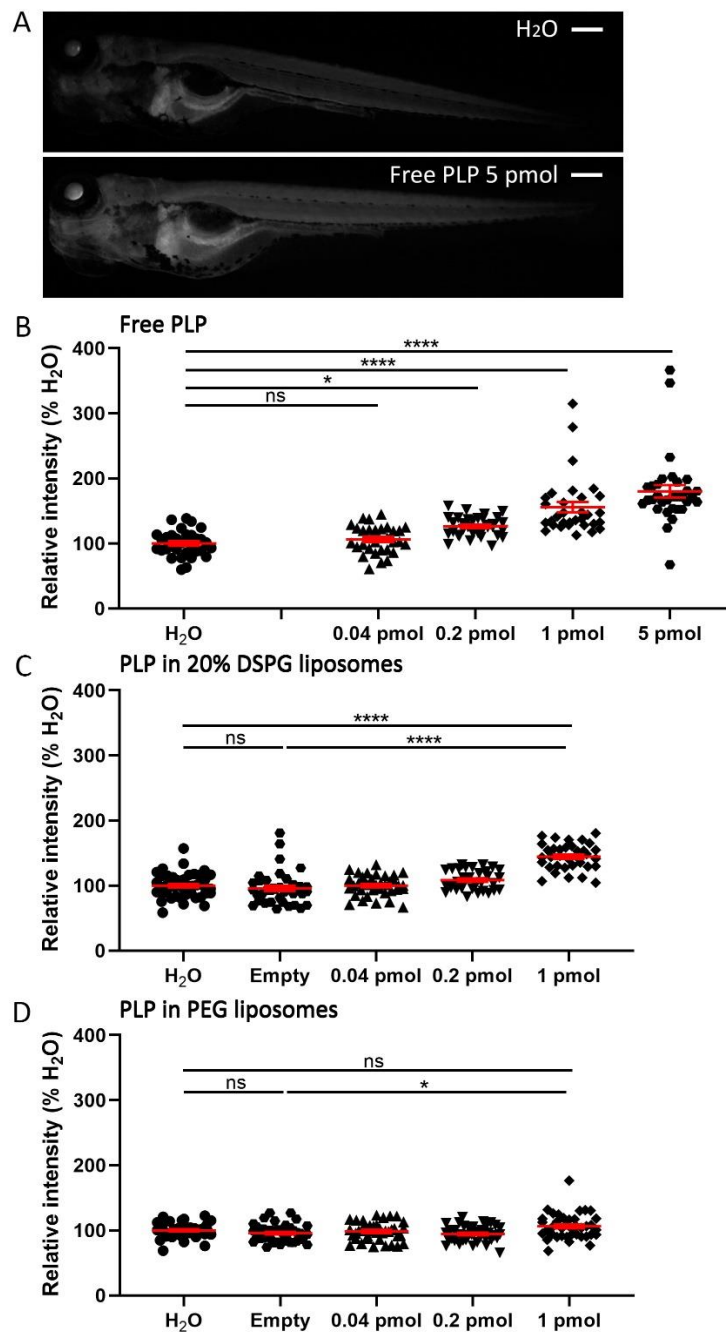 A
H₂O
Free PLP 5 pmol
B
Free PLP
Relative intensity (% H₂O)
400
300
200
100
0
****
****
*
ns
H₂O
0.04 pmol
0.2 pmol
1 pmol
5 pmol
C
PLP in 20% DSPG liposomes
Relative intensity (% H₂O)
400
300
200
100
0
****
ns
****
H₂O
Empty
0.04 pmol
0.2 pmol
1 pmol
D
PLP in PEG liposomes
Relative intensity (% H₂O)
400
300
200
100
0
ns
ns
*
H₂O
Empty
0.04 pmol
0.2 pmol
1 pmol